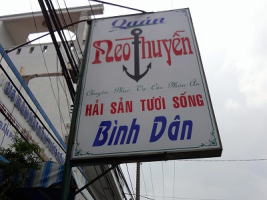 Quán
Neo Thuyền
Chuyên Phục Vụ Các Món Ăn
HẢI SẢN TƯƠI SỐNG
Bình Dân